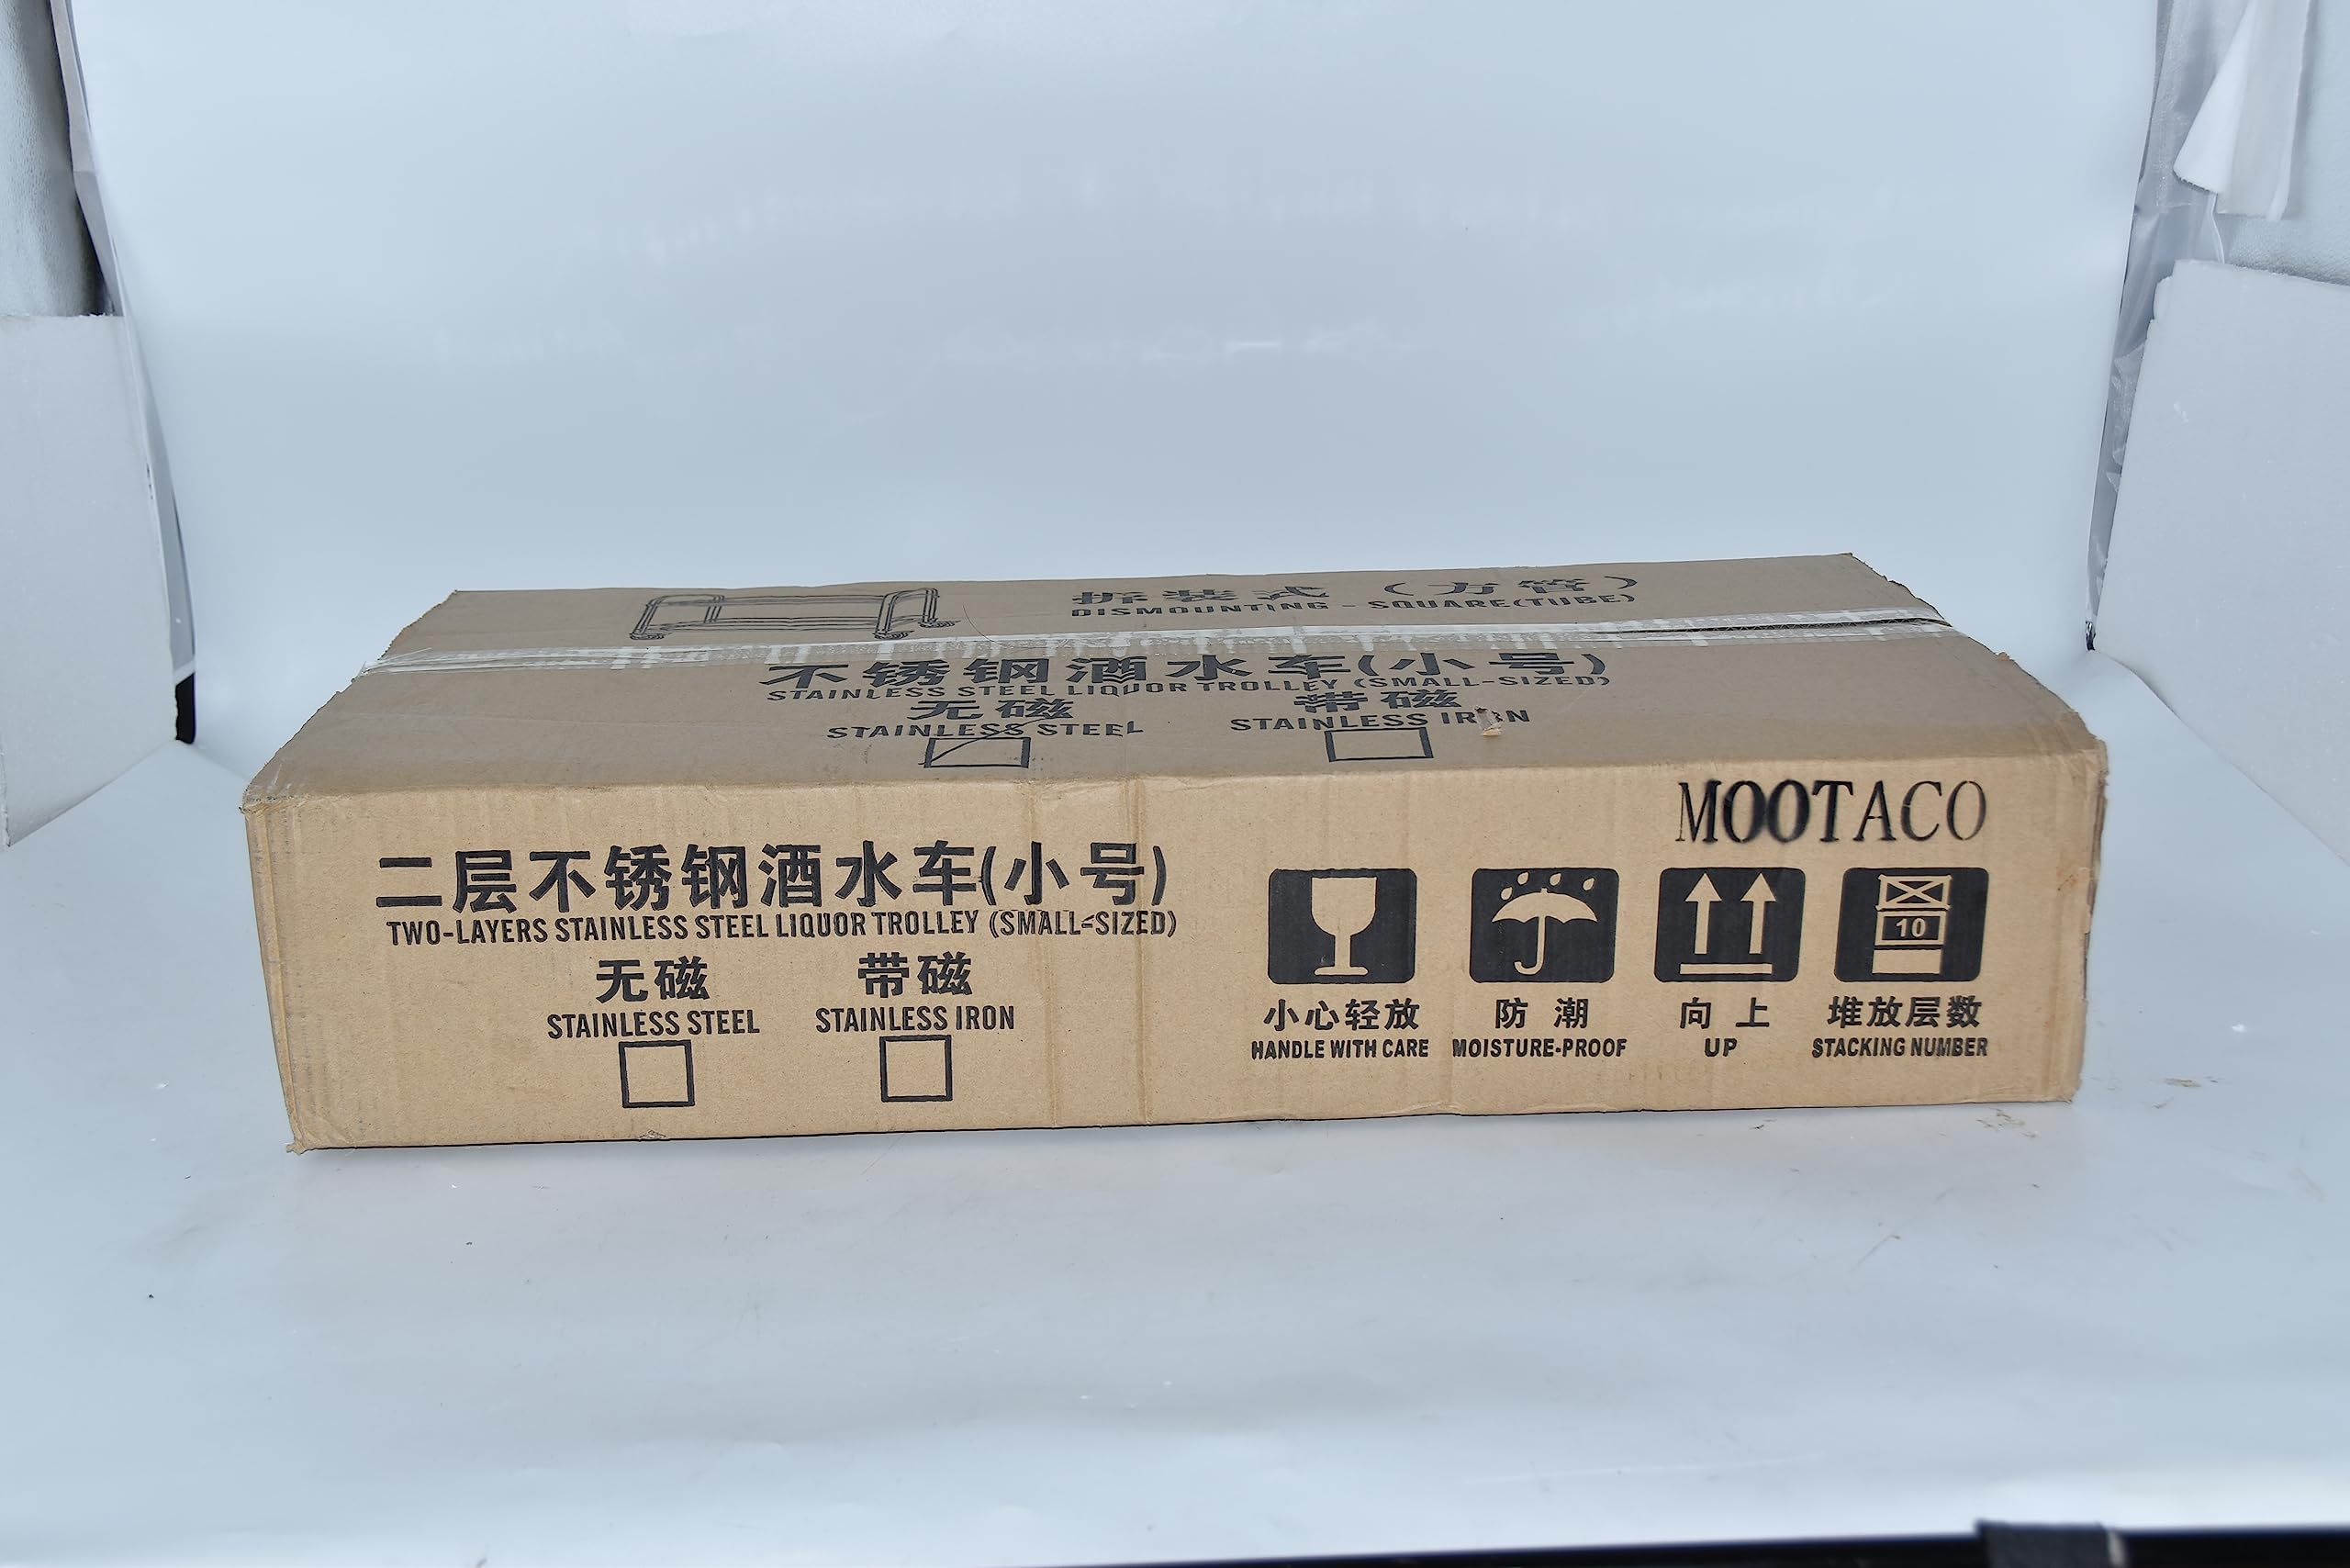 拆装式（方管）
DISMOUNTING - SQUARE(TUBE)
不锈钢酒水车(小号)
STAINLESS STEEL LIQUOR TROLLEY (SMALL-SIZED)
无磁 带磁
STAINLESS STEEL STAINLESS IRON
MOOTACO
二层不锈钢酒水车(小号)
TWO-LAYERS STAINLESS STEEL LIQUOR TROLLEY (SMALL-SIZED)
无磁 带磁
STAINLESS STEEL STAINLESS IRON
10
小心轻放 防潮 向上 堆放层数
HANDLE WITH CARE MOISTURE-PROOF UP STACKING NUMBER